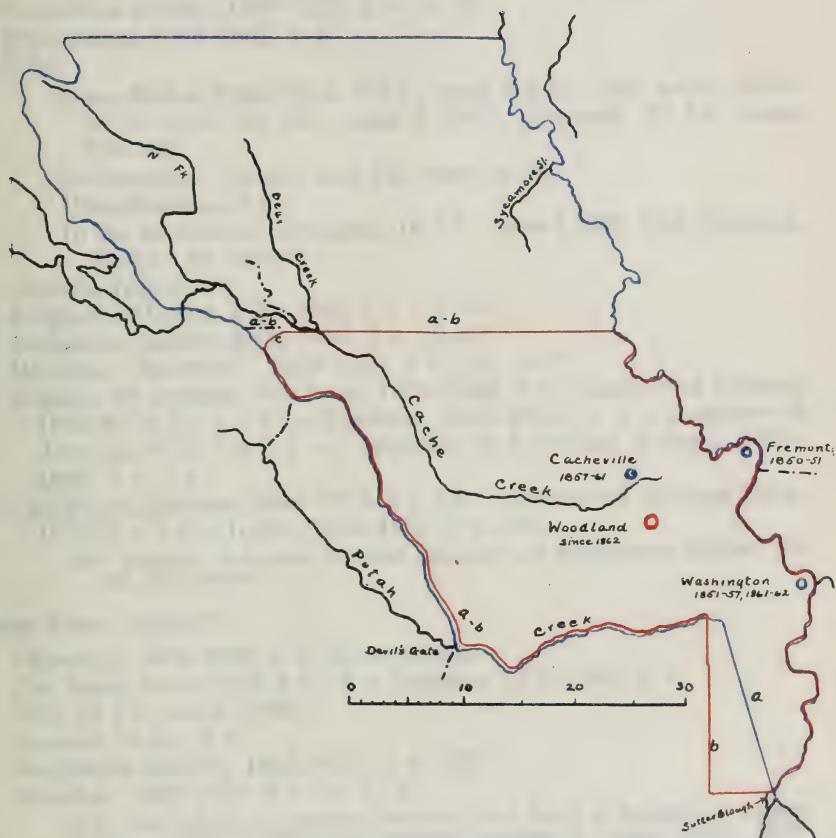 N Fk
Bear Creek
Sycamore Sl.
a-b
a-b
c
Cache Creek
Fremont
1850-51
Cacheville
1857-61
Woodland
since 1862
Washington
1851-57, 1861-62
Putah Creek
a-b
Devil's Gate
0 10 20 30
a
b
Sutter Slough